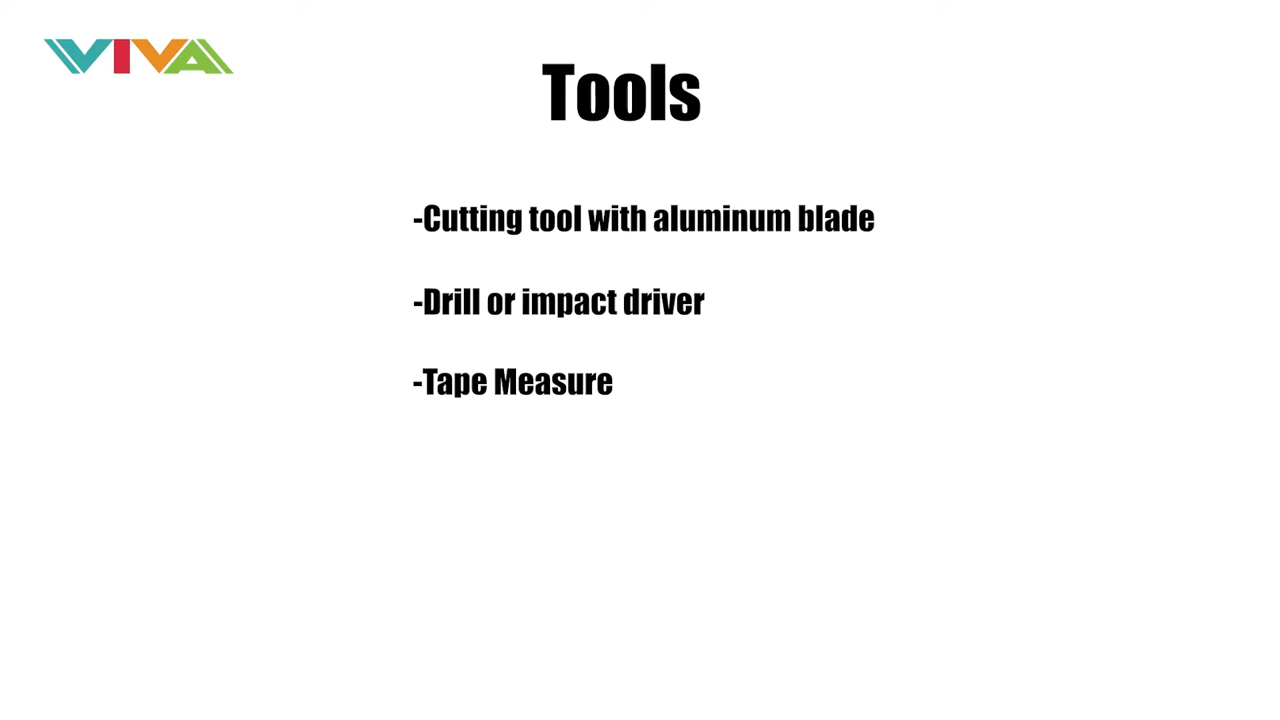 VIVA
Tools
-Cutting tool with aluminum blade
-Drill or impact driver
-Tape Measure